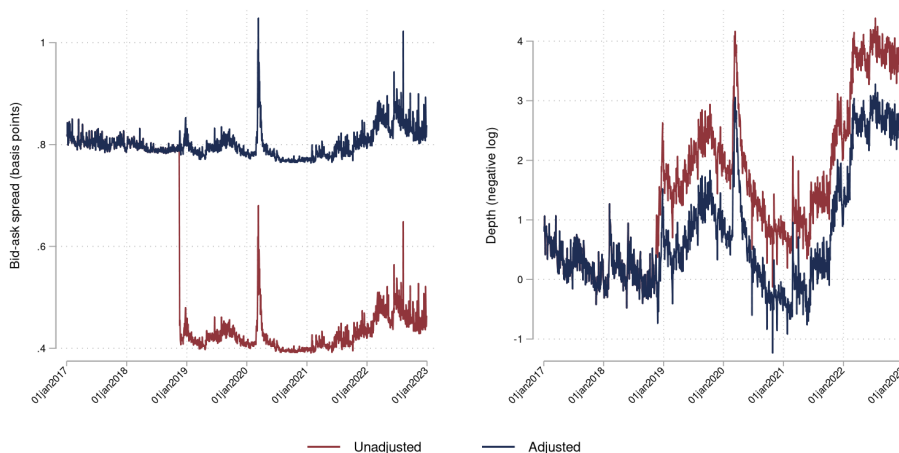 Bid-ask spread (basis points)
1
.8
.6
.4
01jan2017
01jan2018
01jan2019
01jan2020
01jan2021
01jan2022
01jan2023
Depth (negative log)
4
3
2
1
0
-1
01jan2017
01jan2018
01jan2019
01jan2020
01jan2021
01jan2022
01jan2023
Unadjusted
Adjusted